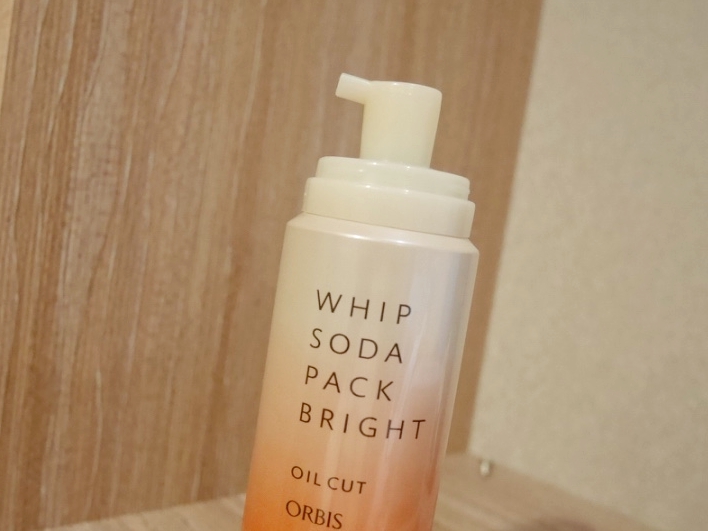 WHIP
SODA
PACK
BRIGHT
OIL CUT
ORBIS